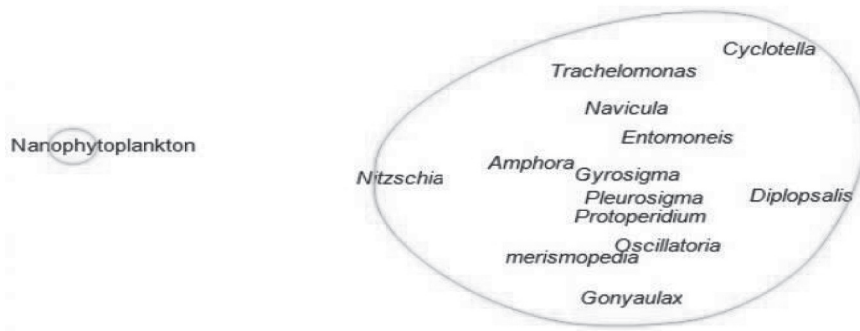 Cyclotella
Trachelomonas
Navicula
Entomoneis
Nanophytoplankton
Amphora
Gyrosigma
Nitzschia
Pleurosigma
Diplopsalis
Protoperidium
Oscillatoria
merismopedia
Gonyaulax